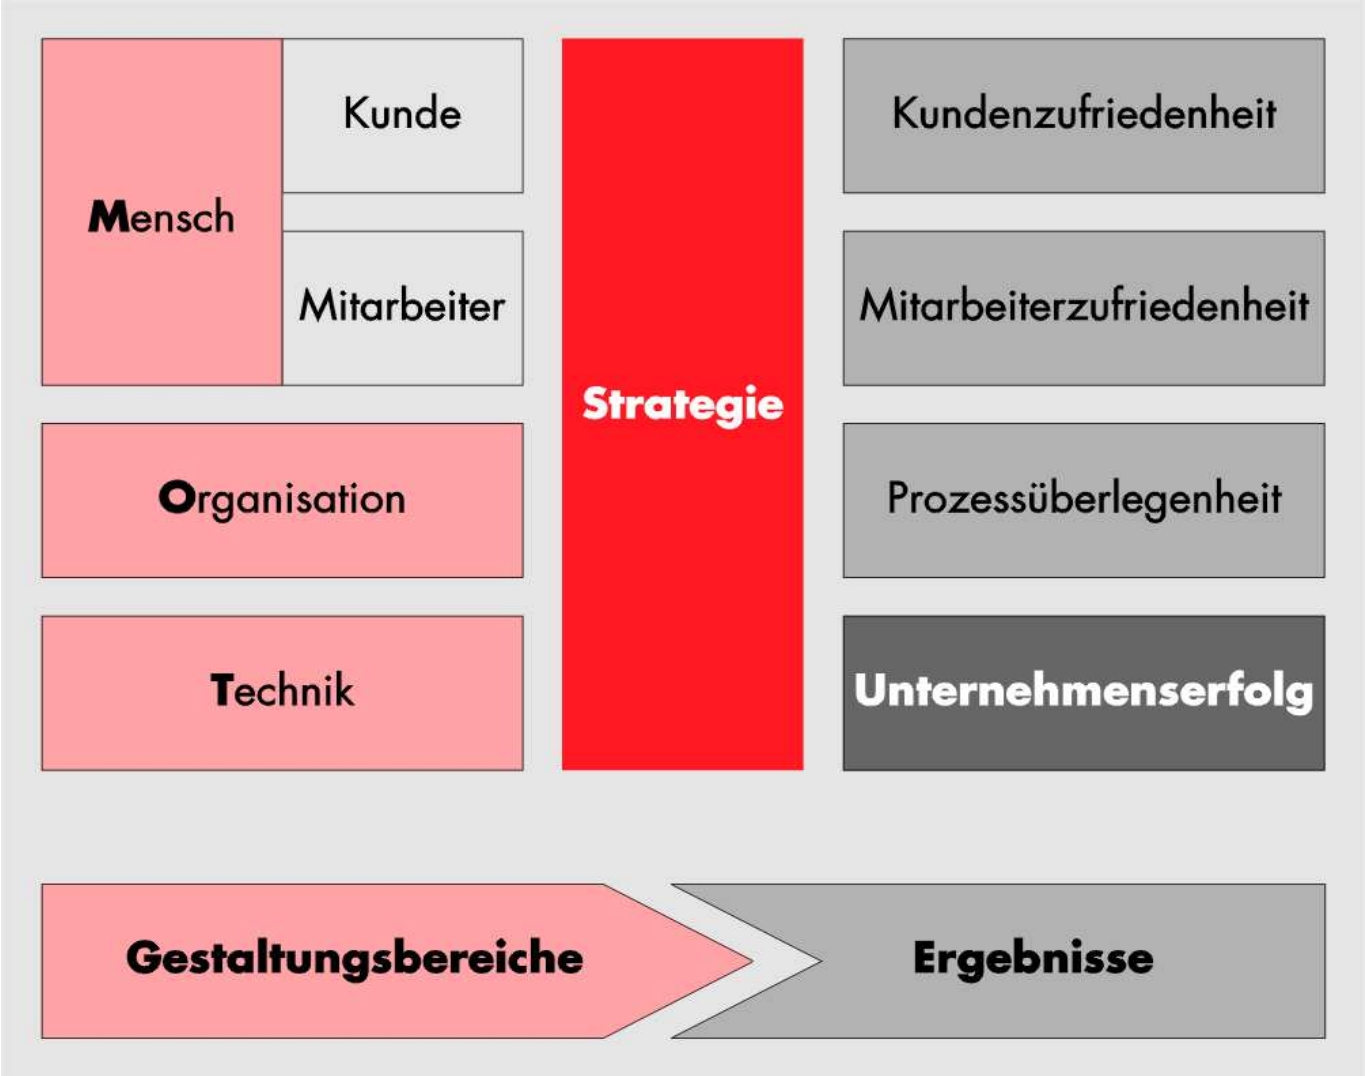 Mensch
Kunde
Mitarbeiter
Organisation
Technik
Strategie
Kundenzufriedenheit
Mitarbeiterzufriedenheit
Prozessüberlegenheit
Unternehmenserfolg
Gestaltungsbereiche
Ergebnisse